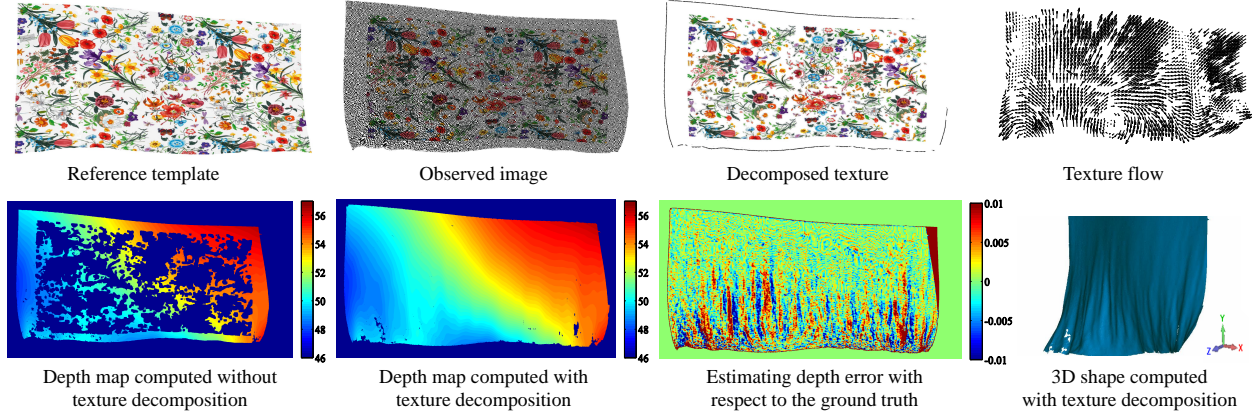 Reference template
Observed image
Decomposed texture
Texture flow
56
54
52
50
48
46
56
54
52
50
48
46
0.01
0.005
0
-0.005
-0.01
Y
Z
X
Depth map computed without
texture decomposition
Depth map computed with
texture decomposition
Estimating depth error with
respect to the ground truth
3D shape computed
with texture decomposition